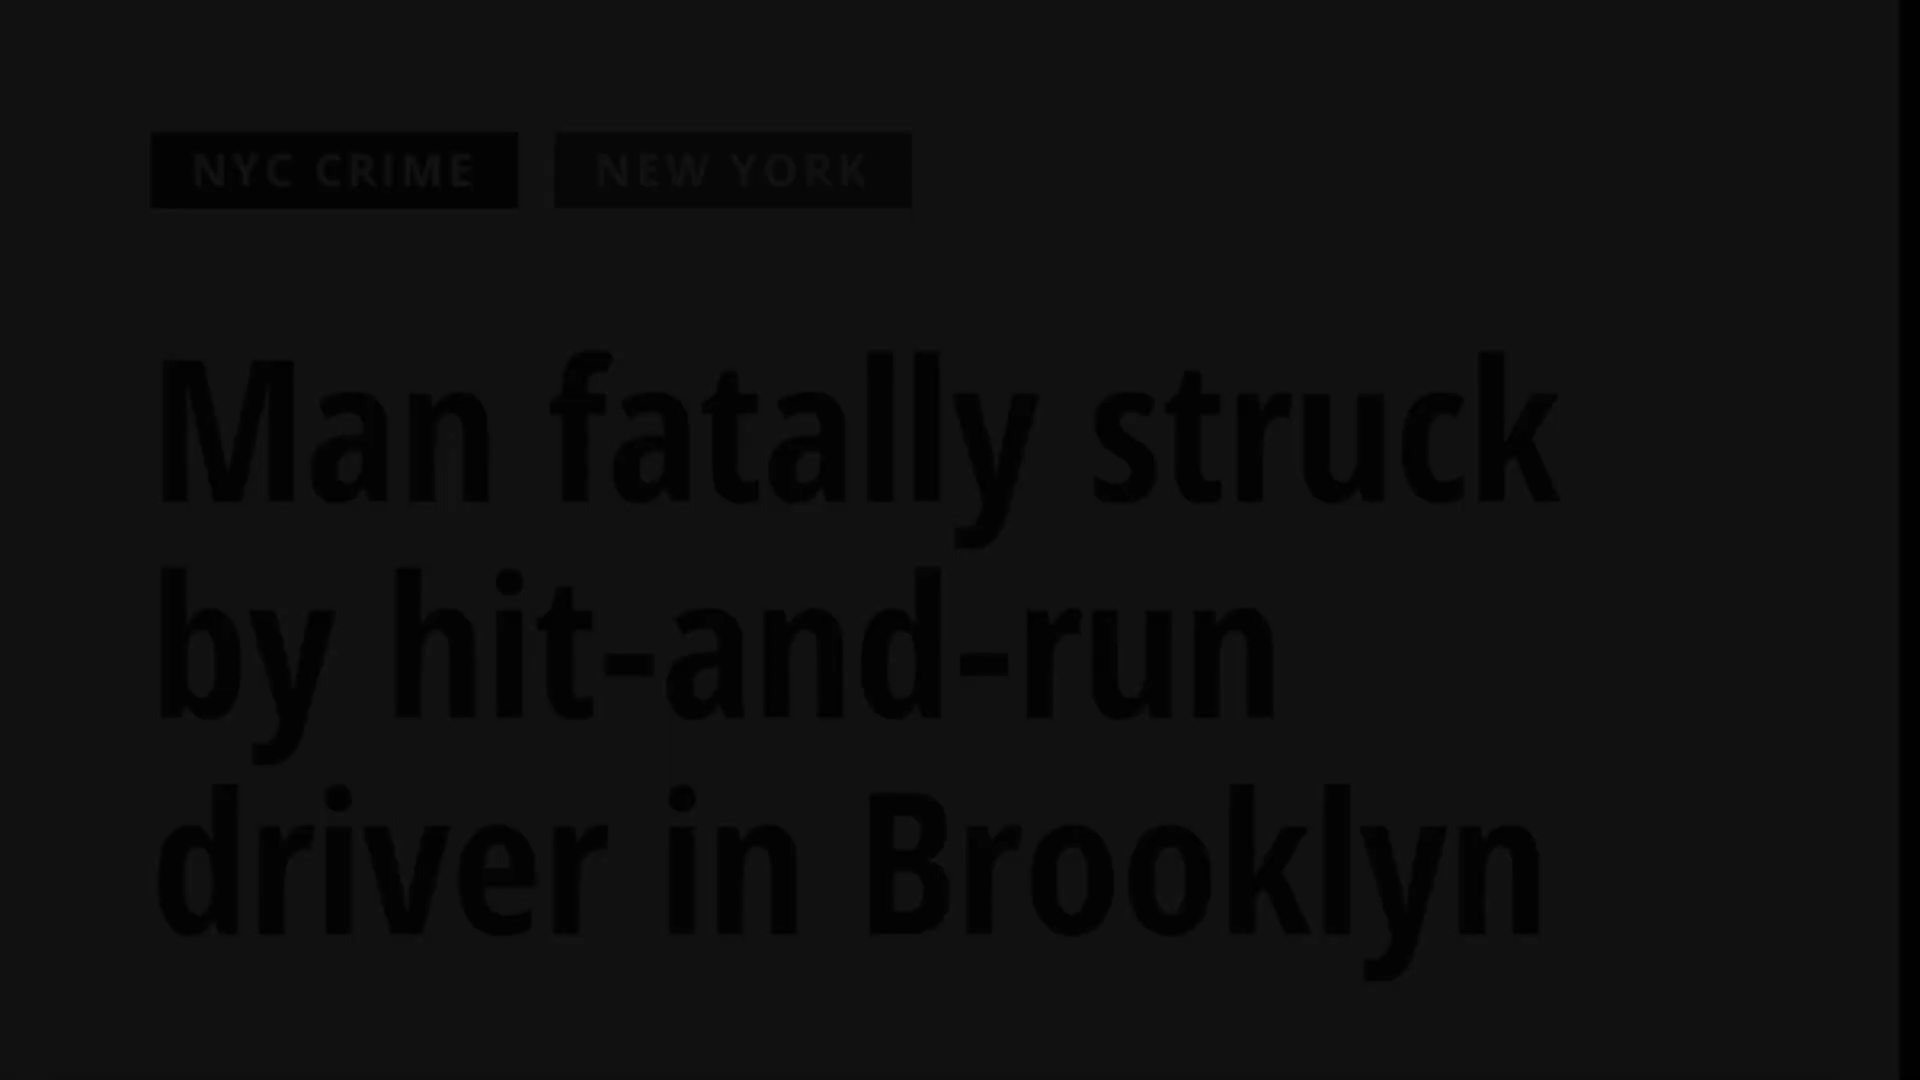 NYC CRIME NEW YORK
Man fatally struck
by hit-and-run
driver in Brooklyn